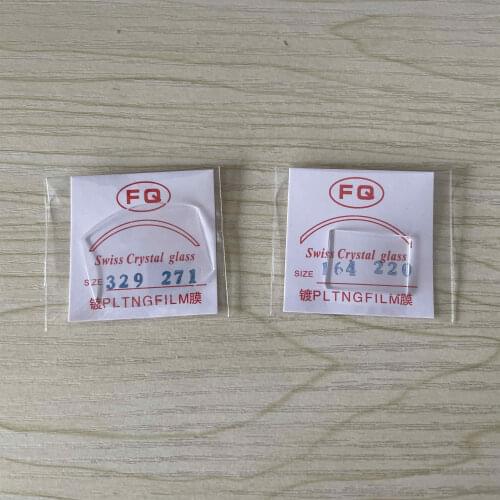 FQ
Swiss Crystal glass
SIZE 329 271
镀PLTNGFILM膜
FQ
Swiss Crystal glass
SIZE 164 220
镀PLTNGFILM膜